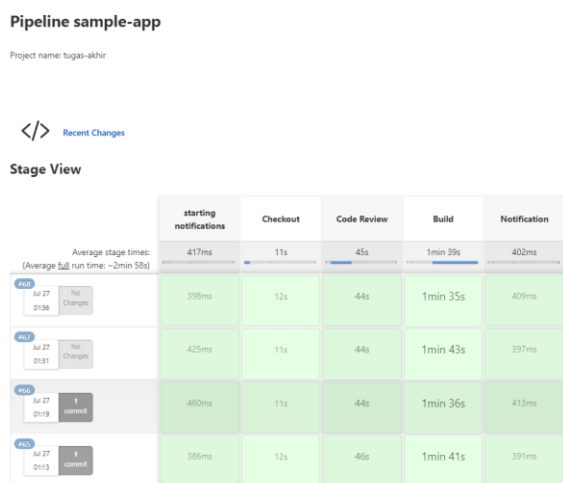 Pipeline sample-app
Project name: tugas-akhir
</> Recent Changes
Stage View
starting notifications Checkout Code Review Build Notification
Average stage times: 417ms 11s 45s 1min 39s 402ms
(Average full run time: ~2min 58s)
#68
Jul 27 01:36 No Changes 398ms 12s 44s 1min 35s 409ms
#67
Jul 27 01:31 No Changes 425ms 11s 44s 1min 43s 397ms
#66
Jul 27 01:19 1 commit 460ms 11s 44s 1min 36s 413ms
#65
Jul 27 01:13 1 commit 386ms 12s 46s 1min 41s 391ms